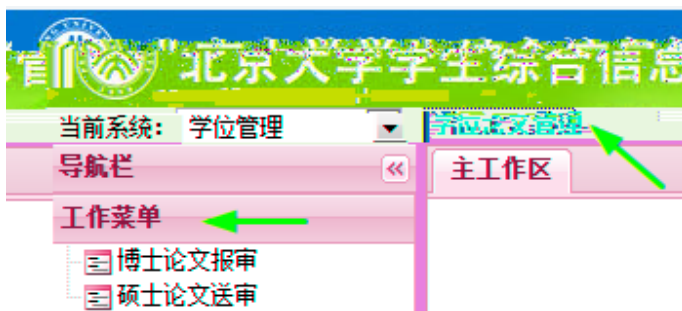 北京大学学生综合信息
当前系统： 学位管理 学位论文管理
导航栏 «
主工作区
工作菜单
博士论文报审
硕士论文送审